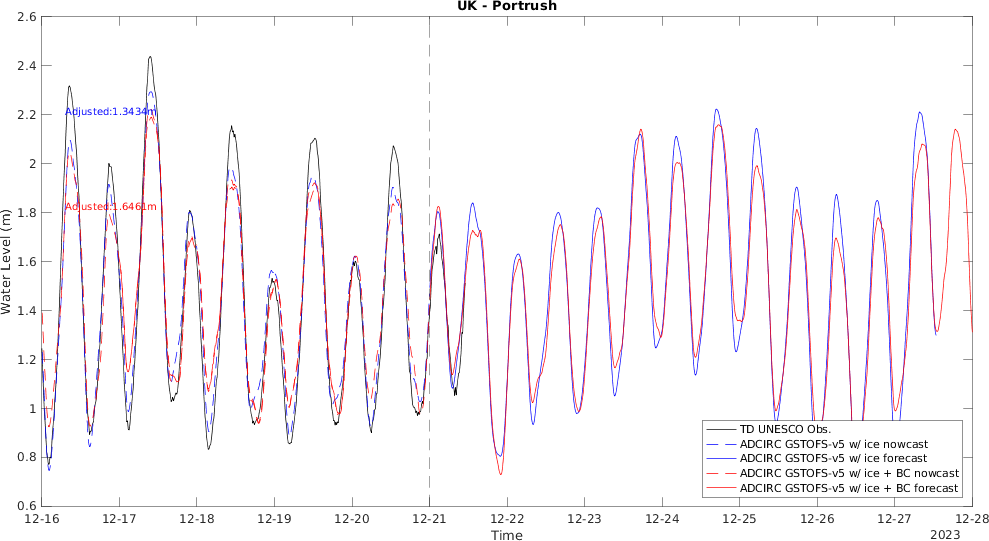 UK - Portrush
2.6
2.4
2.2
2
1.8
1.6
1.4
1.2
1
0.8
0.6
Water Level (m)
Adjusted:1.3434m
Adjusted:1.6461m
TD UNESCO Obs.
ADCIRC GSTOFS-v5 w/ ice nowcast
ADCIRC GSTOFS-v5 w/ ice forecast
ADCIRC GSTOFS-v5 w/ ice + BC nowcast
ADCIRC GSTOFS-v5 w/ ice + BC forecast
12-16 12-17 12-18 12-19 12-20 12-21 12-22 12-23 12-24 12-25 12-26 12-27 12-28
Time
2023